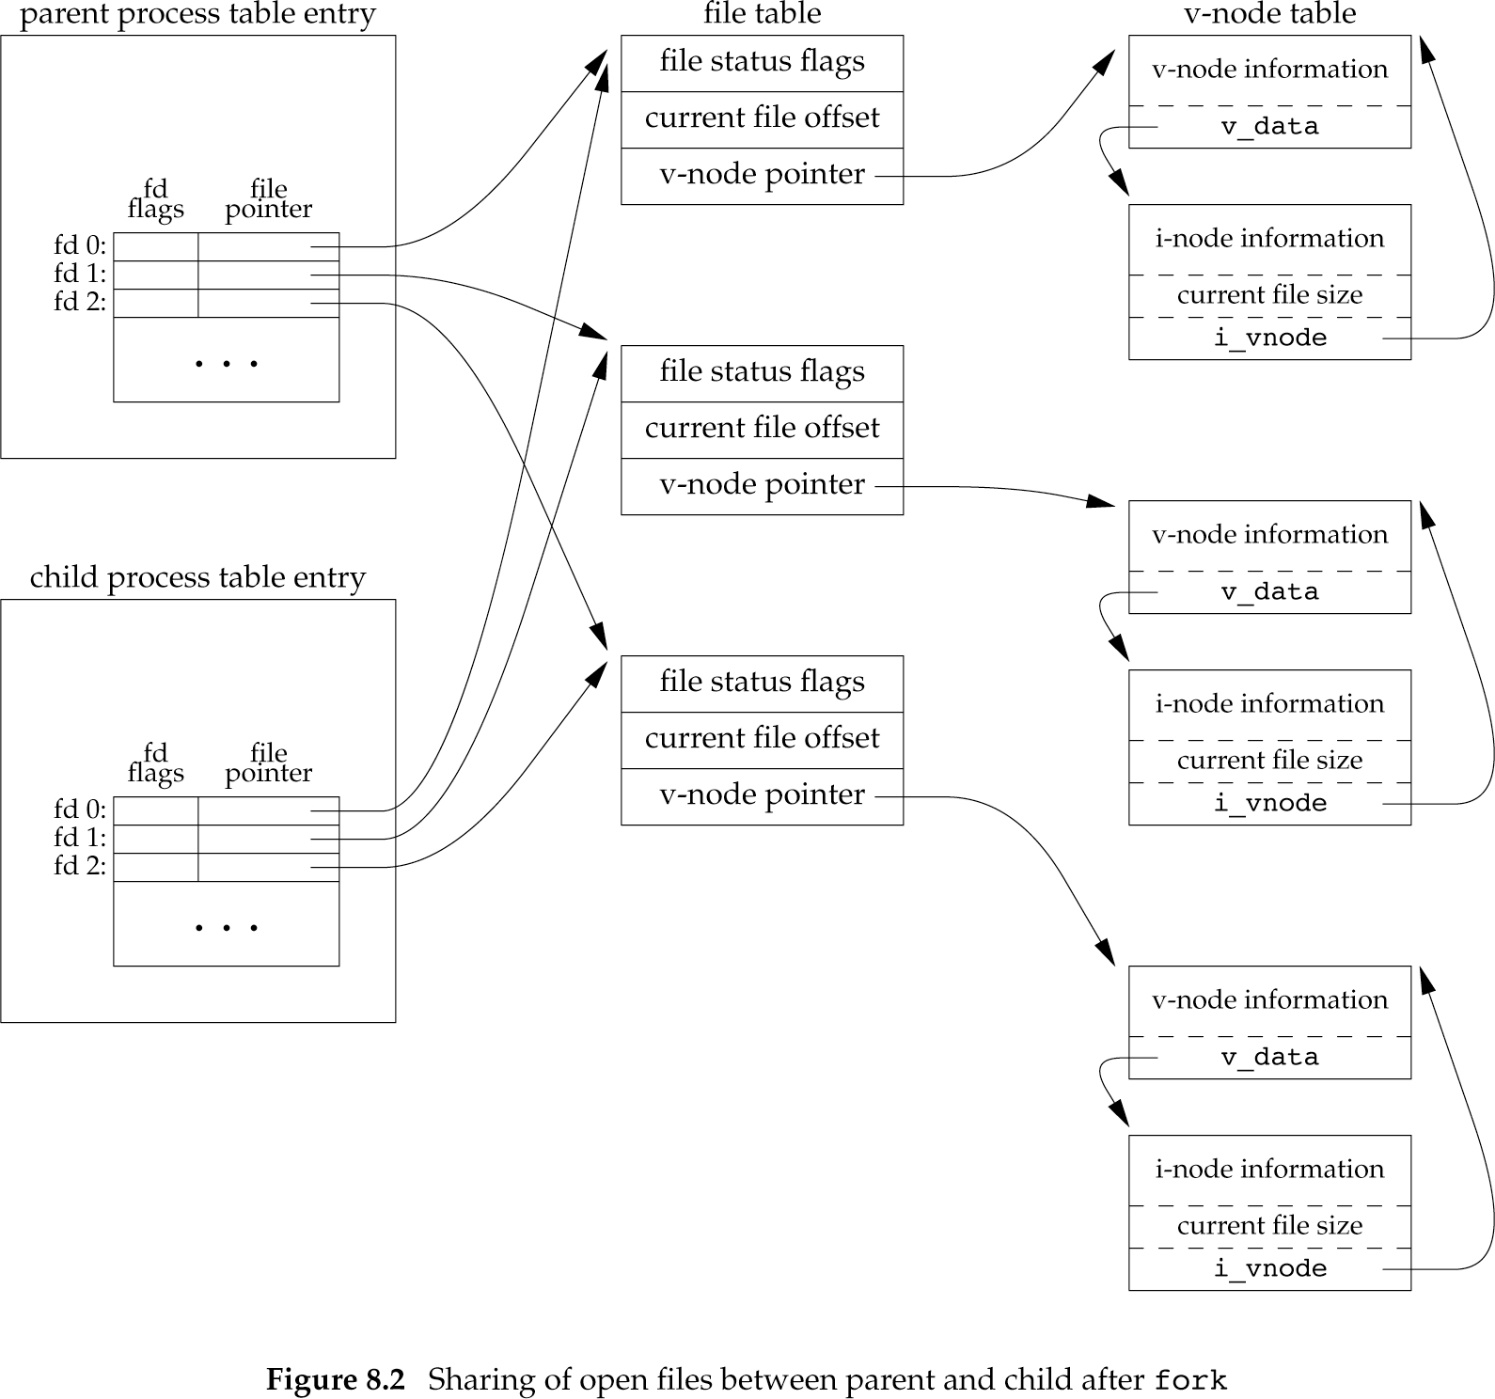 parent process table entry
fd flags
file pointer
fd 0:
fd 1:
fd 2:
. . .
child process table entry
fd flags
file pointer
fd 0:
fd 1:
fd 2:
. . .
file table
file status flags
current file offset
v-node pointer
file status flags
current file offset
v-node pointer
file status flags
current file offset
v-node pointer
v-node table
v-node information
v_data
i-node information
current file size
i_vnode
v-node information
v_data
i-node information
current file size
i_vnode
v-node information
v_data
i-node information
current file size
i_vnode
Figure 8.2 Sharing of open files between parent and child after fork